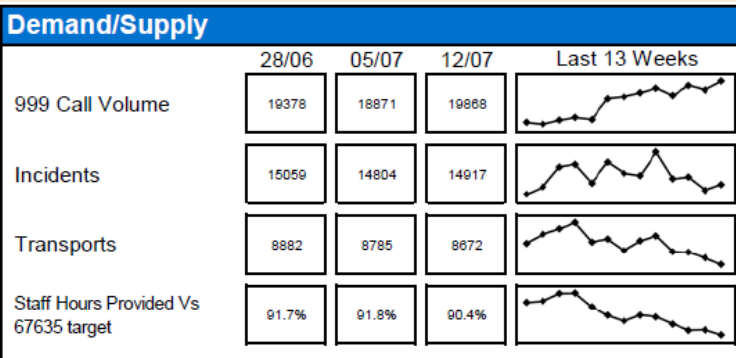 Demand/Supply
28/06 05/07 12/07 Last 13 Weeks
999 Call Volume 19378 18871 19868
Incidents 15059 14804 14917
Transports 8882 8785 8672
Staff Hours Provided Vs
67635 target 91.7% 91.8% 90.4%